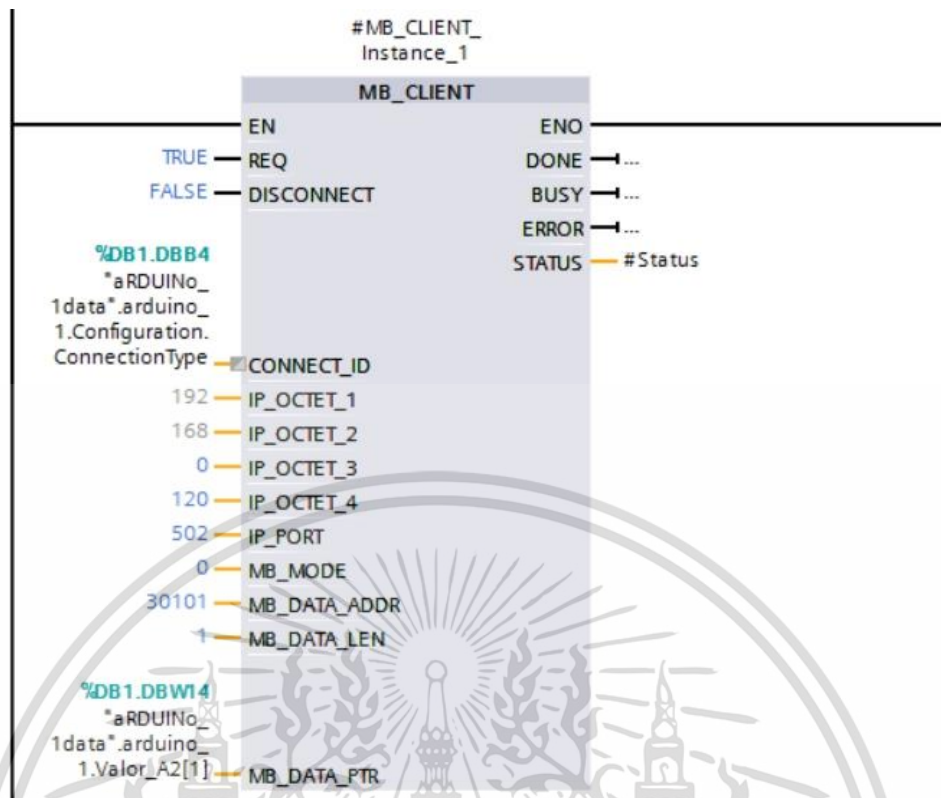 #MB_CLIENT_
Instance_1
MB_CLIENT
EN
ENO
TRUE
REQ
DONE
...
FALSE
DISCONNECT
BUSY
...
ERROR
...
STATUS
#Status
%DB1.DBB4
"aRDUINo_
1data".arduino_
1.Configuration.
ConnectionType
CONNECT_ID
192
IP_OCTET_1
168
IP_OCTET_2
0
IP_OCTET_3
120
IP_OCTET_4
502
IP_PORT
0
MB_MODE
30101
MB_DATA_ADDR
1
MB_DATA_LEN
%DB1.DBW14
"aRDUINo_
1data".arduino_
1.Valor_A2[1]
MB_DATA_PTR